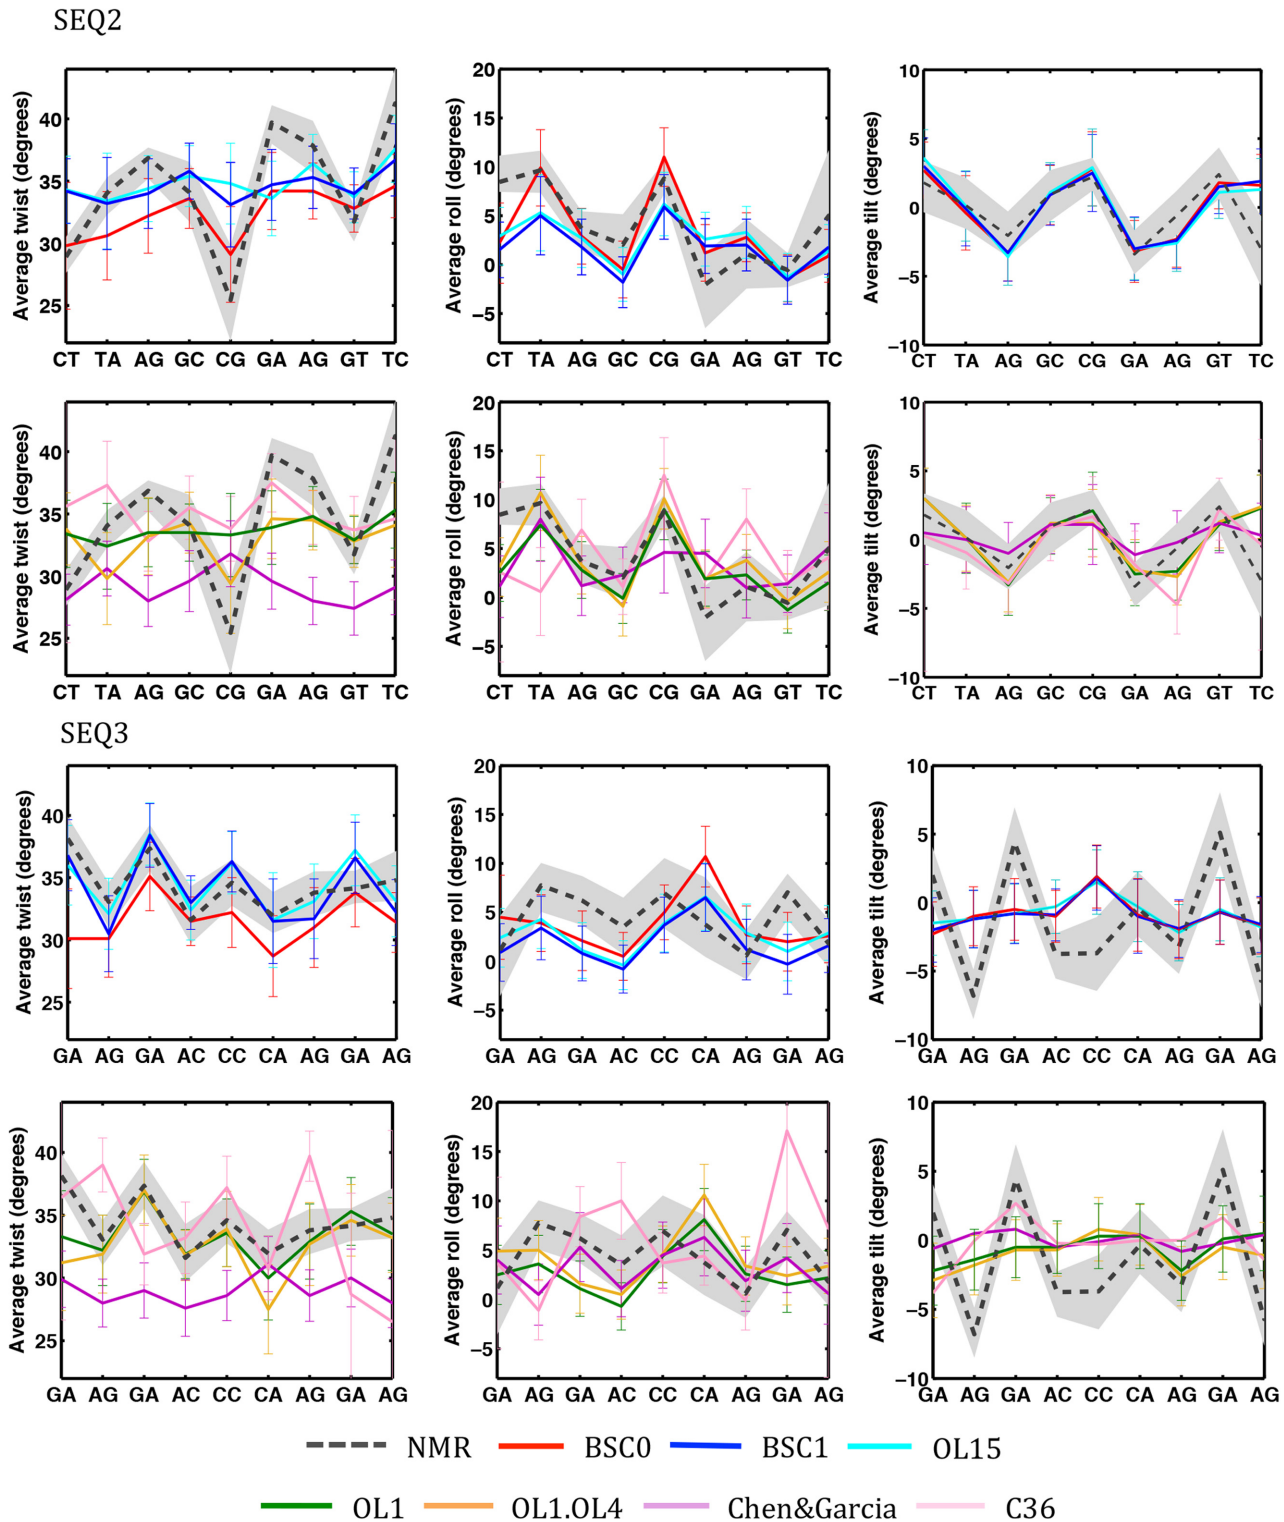 SEQ2
Average twist (degrees)
40
35
30
25
CT TA AG GC CG GA AG GT TC
Average roll (degrees)
20
15
10
5
0
−5
CT TA AG GC CG GA AG GT TC
Average tilt (degrees)
10
5
0
−5
−10
CT TA AG GC CG GA AG GT TC
Average twist (degrees)
40
35
30
25
CT TA AG GC CG GA AG GT TC
Average roll (degrees)
20
15
10
5
0
−5
CT TA AG GC CG GA AG GT TC
Average tilt (degrees)
10
5
0
−5
−10
CT TA AG GC CG GA AG GT TC
SEQ3
Average twist (degrees)
40
35
30
25
GA AG GA AC CC CA AG GA AG
Average roll (degrees)
20
15
10
5
0
−5
GA AG GA AC CC CA AG GA AG
Average tilt (degrees)
10
5
0
−5
−10
GA AG GA AC CC CA AG GA AG
Average twist (degrees)
40
35
30
25
GA AG GA AC CC CA AG GA AG
Average roll (degrees)
20
15
10
5
0
−5
GA AG GA AC CC CA AG GA AG
Average tilt (degrees)
10
5
0
−5
−10
GA AG GA AC CC CA AG GA AG
NMR BSC0 BSC1 OL15
OL1 OL1.OL4 Chen&Garcia C36